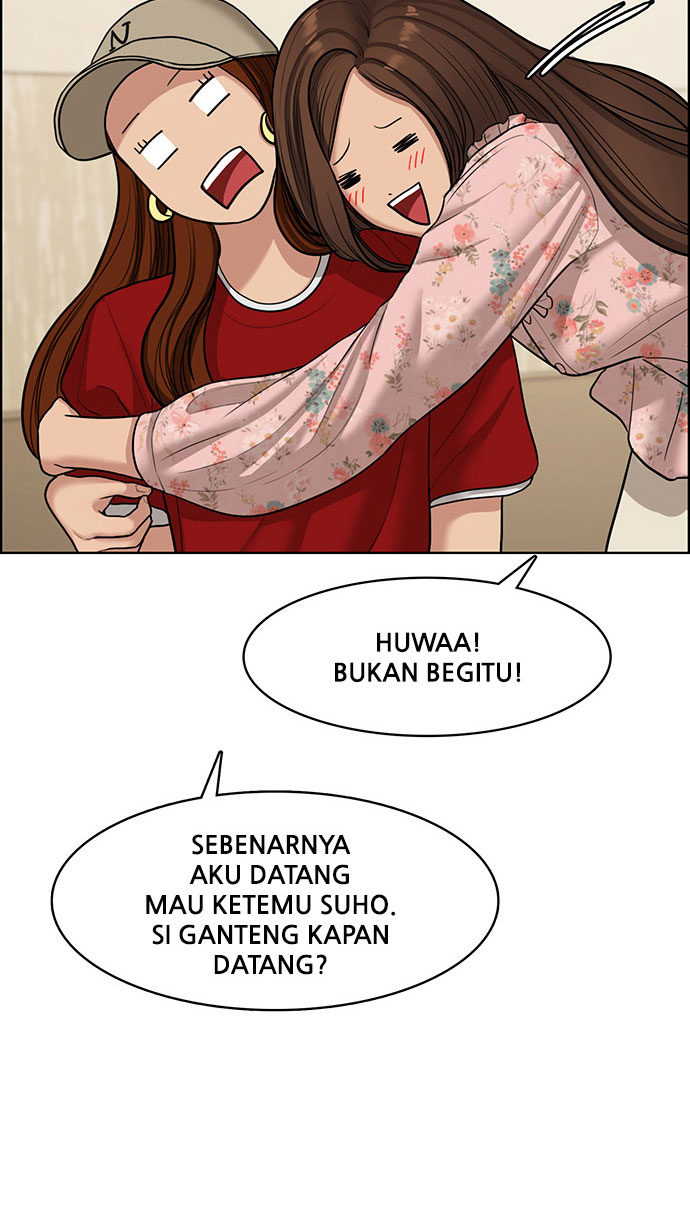 N
HUWAA!
BUKAN BEGITU!
SEBENARNYA
AKU DATANG
MAU KETEMU SUHO.
SI GANTENG KAPAN
DATANG?